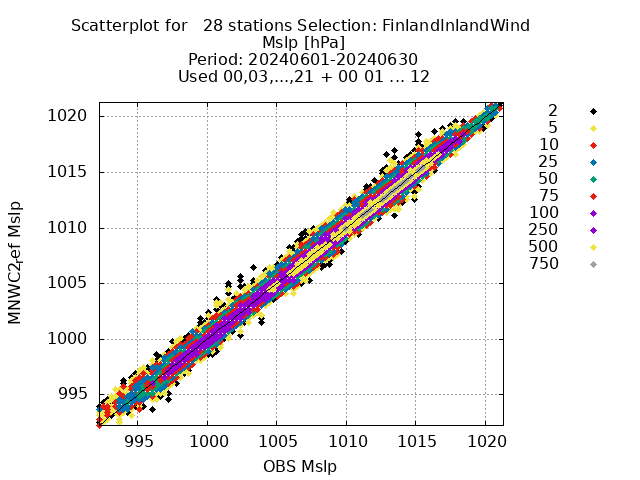 Scatterplot for   28 stations Selection: FinlandInlandWind
Mslp [hPa]
Period: 20240601-20240630
Used 00,03,...,21 + 00 01 ... 12
MNWC2ref Mslp
1020
1015
1010
1005
1000
995
995 1000 1005 1010 1015 1020
OBS Mslp
2
5
10
25
50
75
100
250
500
750